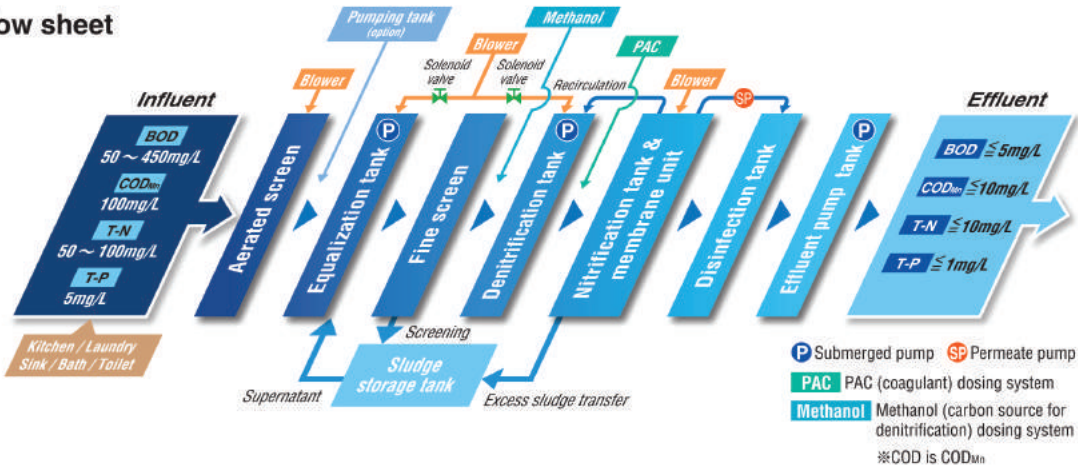 ow sheet
Pumping tank
(option)
Blower
Methanol
PAC
Solenoid
valve
Solenoid
valve
Recirculation
Blower
Blower
SP
Influent
BOD
50 ～ 450mg/L
CODMn
100mg/L
T-N
50 ～ 100mg/L
T-P
5mg/L
Kitchen / Laundry
Sink / Bath / Toilet
Aerated screen
Equalization tank
P
Fine screen
Denitrification tank
P
Nitrification tank &
membrane unit
Disinfection tank
Effluent pump tank
P
Effluent
BOD ≦5mg/L
CODMn ≦10mg/L
T-N ≦10mg/L
T-P ≦1mg/L
Screening
Sludge
storage tank
Supernatant
Excess sludge transfer
P Submerged pump SP Permeate pump
PAC PAC (coagulant) dosing system
Methanol Methanol (carbon source for
denitrification) dosing system
※COD is CODMn